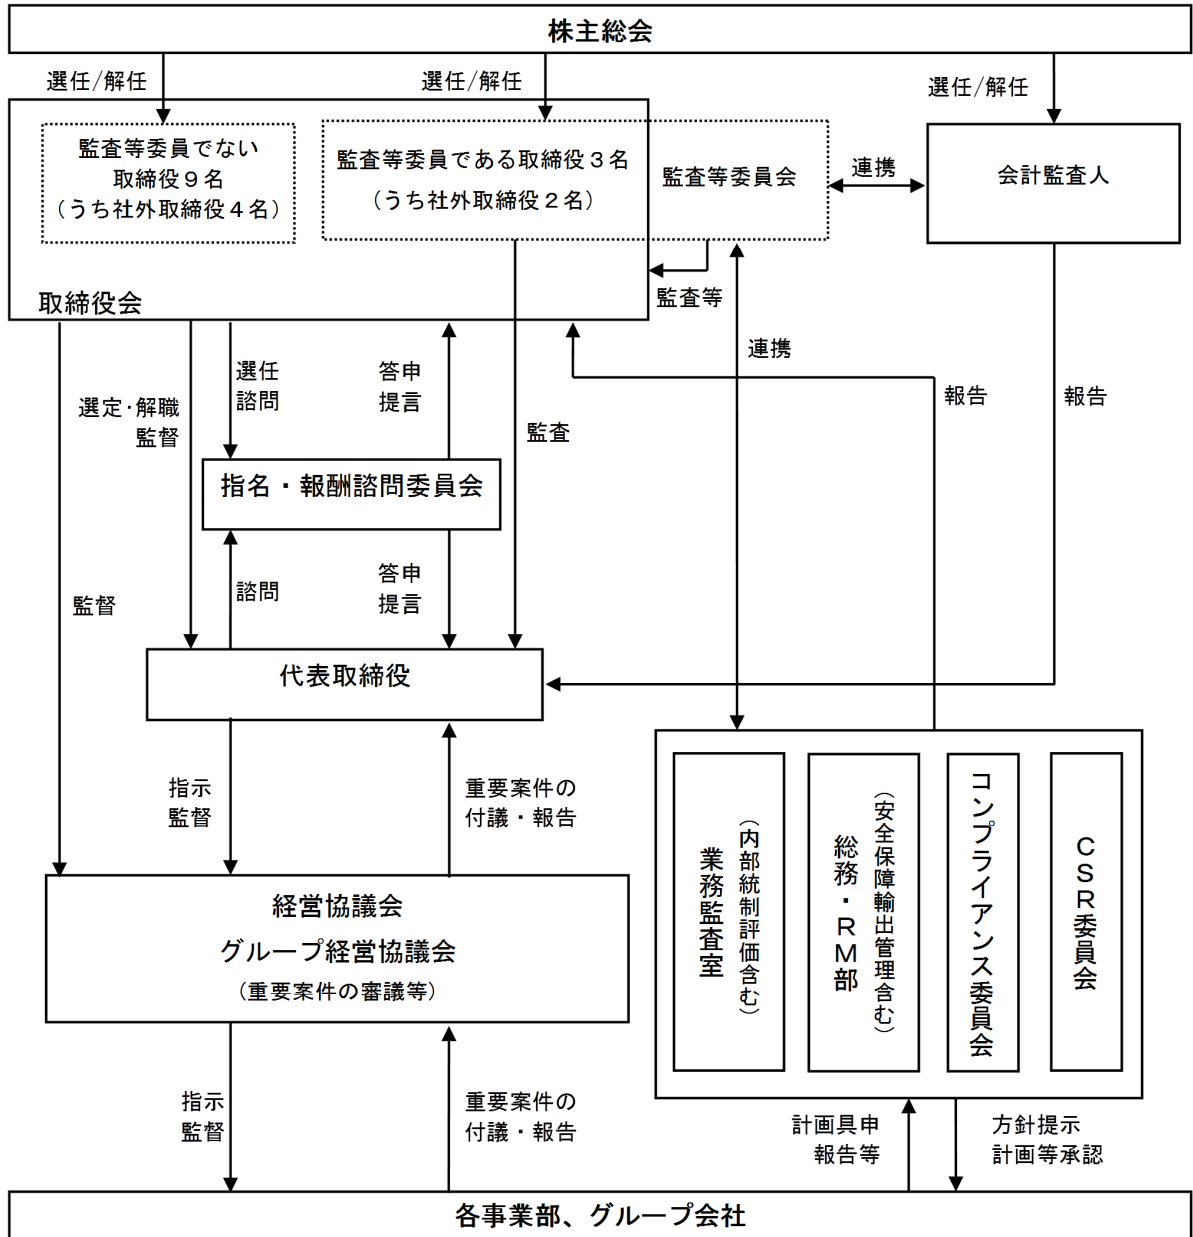 株主総会
選任/解任
選任/解任
選任/解任
監査等委員でない
取締役９名
（うち社外取締役４名）
監査等委員である取締役３名
（うち社外取締役２名）
監査等委員会
連携
会計監査人
取締役会
監査等
連携
選任
諮問
答申
提言
選定・解職
監督
監査
報告
報告
指名・報酬諮問委員会
監督
諮問
答申
提言
代表取締役
指示
監督
重要案件の
付議・報告
経営協議会
グループ経営協議会
（重要案件の審議等）
業務監査室
（内部統制評価含む）
総務・ＲＭ部
（安全保障輸出管理含む）
コンプライアンス委員会
ＣＳＲ委員会
指示
監督
重要案件の
付議・報告
計画具申
報告等
方針提示
計画等承認
各事業部、グループ会社